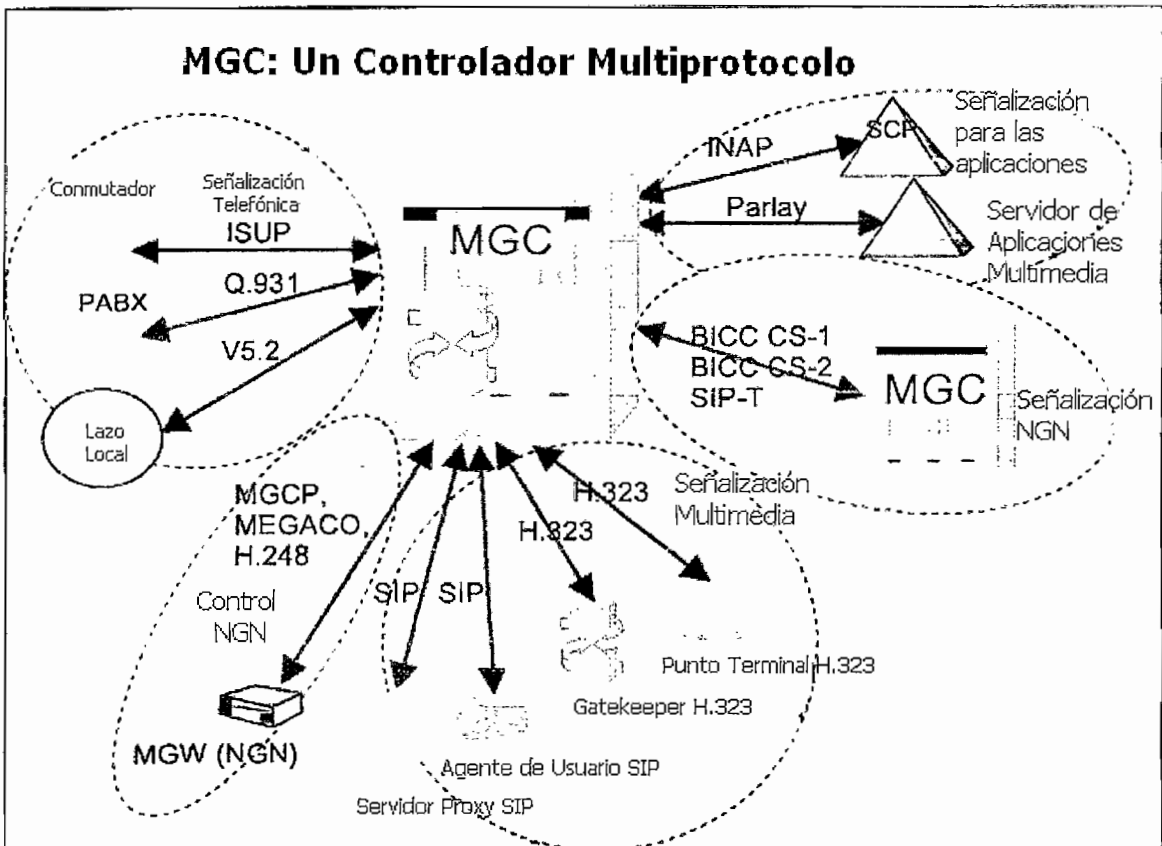 MGC: Un Controlador Multiprotocolo
Conmutador
Señalización
Telefónica
ISUP
Q.931
PABX
V5.2
Lazo
Local
MGC
INAP
SCP
Señalización
para las
aplicaciones
Parlay
Servidor de
Aplicaciones
Multimedia
BICC CS-1
BICC CS-2
SIP-T
MGC
Señalización
NGN
MGCP,
MEGACO,
H.248
Control
NGN
MGW (NGN)
SIP
SIP
H.323
H.323
Señalización
Multimedia
Punto Terminal H.323
Gatekeeper H.323
Agente de Usuario SIP
Servidor Proxy SIP